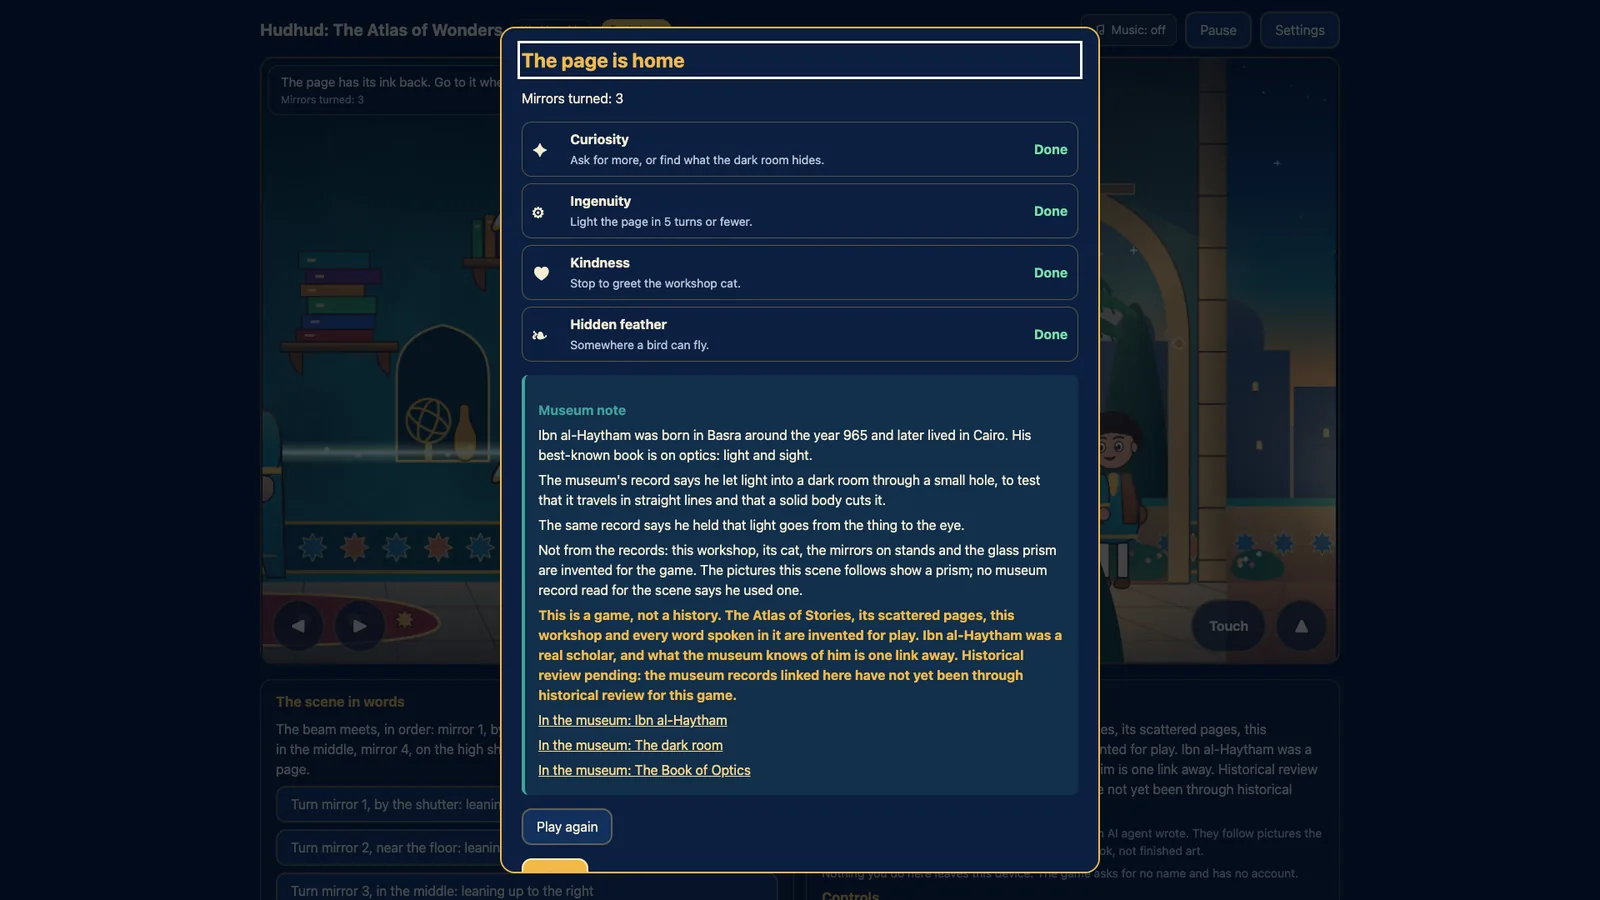 Hudhud: The Atlas of Wonders
Music: off
Pause
Settings
The page has its ink back. Go to it
Mirrors turned: 3
The page is home
Mirrors turned: 3
Curiosity
Ask for more, or find what the dark room hides.
Done
Ingenuity
Light the page in 5 turns or fewer.
Done
Kindness
Stop to greet the workshop cat.
Done
Hidden feather
Somewhere a bird can fly.
Done
Museum note
Ibn al-Haytham was born in Basra around the year 965 and later lived in Cairo. His
best-known book is on optics: light and sight.
The museum's record says he let light into a dark room through a small hole, to test
that it travels in straight lines and that a solid body cuts it.
The same record says he held that light goes from the thing to the eye.
Not from the records: this workshop, its cat, the mirrors on stands and the glass prism
are invented for the game. The pictures this scene follows show a prism; no museum
record read for the scene says he used one.
This is a game, not a history. The Atlas of Stories, its scattered pages, this
workshop and every word spoken in it are invented for play. Ibn al-Haytham was a
real scholar, and what the museum knows of him is one link away. Historical
review pending: the museum records linked here have not yet been through
historical review for this game.
In the museum: Ibn al-Haytham
In the museum: The dark room
In the museum: The Book of Optics
Play again
Touch
The scene in words
The beam meets, in order: mirror 1,
in the middle, mirror 4, on the high
page.
Turn mirror 1, by the shutter:
Turn mirror 2, near the floor:
Turn mirror 3, in the middle: leaning up to the right
its scattered pages, this
for play. Ibn al-Haytham was a
is one link away. Historical review
not yet been through historical
AI agent wrote. They follow pictures the
not finished art.
Nothing you do here leaves this device. The game asks for no name and has no account.
Controls